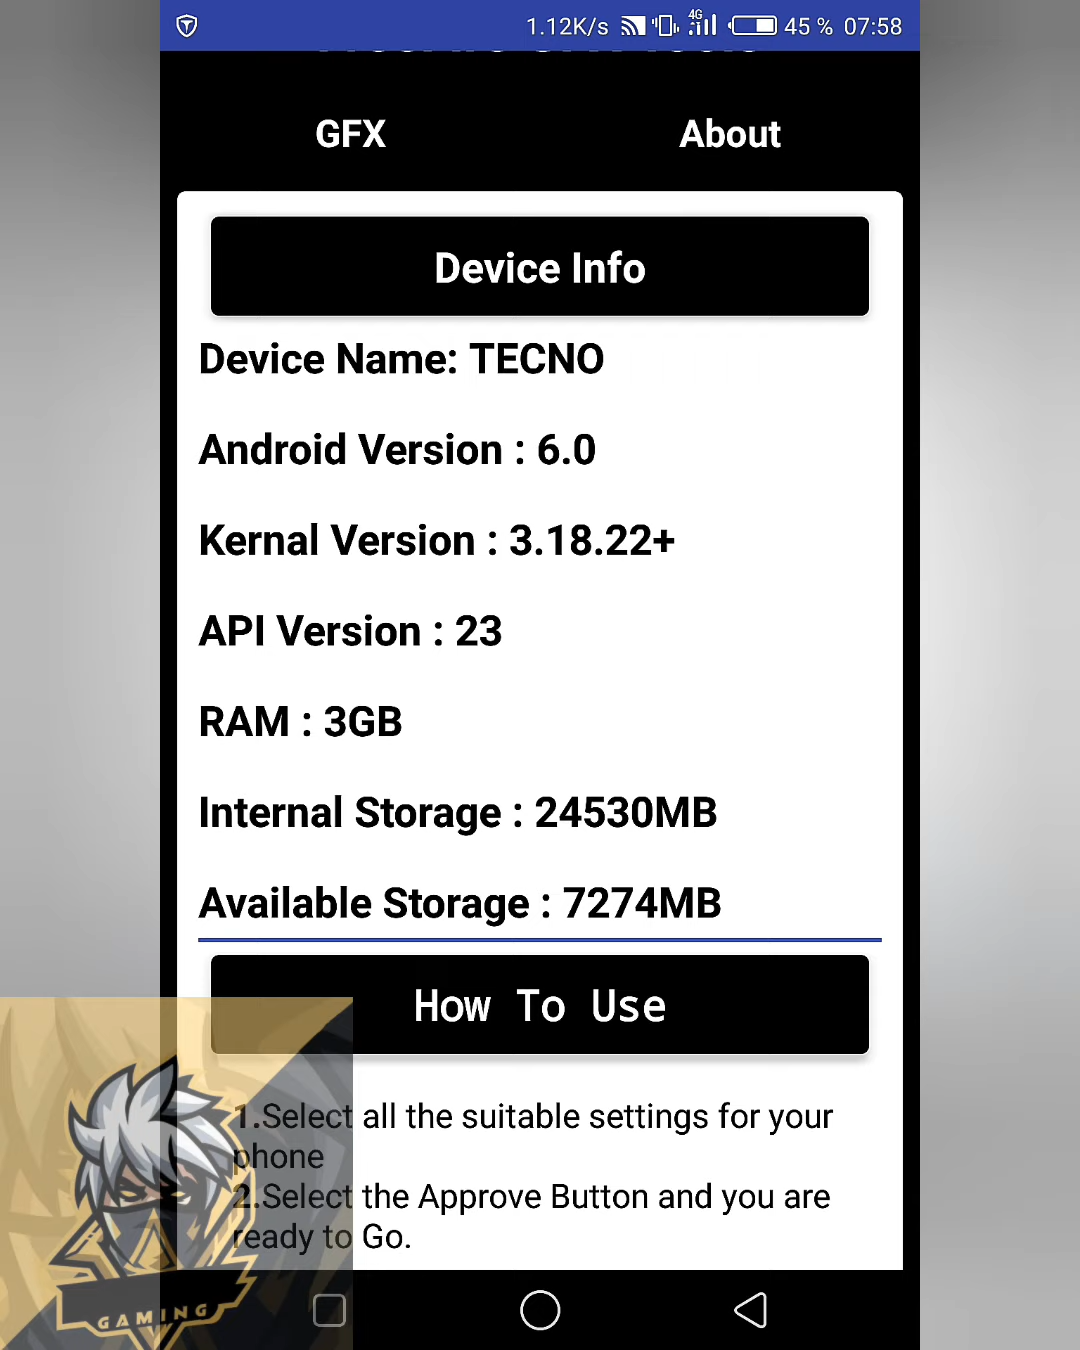 1.12K/s 4G 45 % 07:58
GFX About
Device Info
Device Name: TECNO
Android Version : 6.0
Kernal Version : 3.18.22+
API Version : 23
RAM : 3GB
Internal Storage : 24530MB
Available Storage : 7274MB
How To Use
1.Select all the suitable settings for your
phone
2.Select the Approve Button and you are
ready to Go.
GAMING